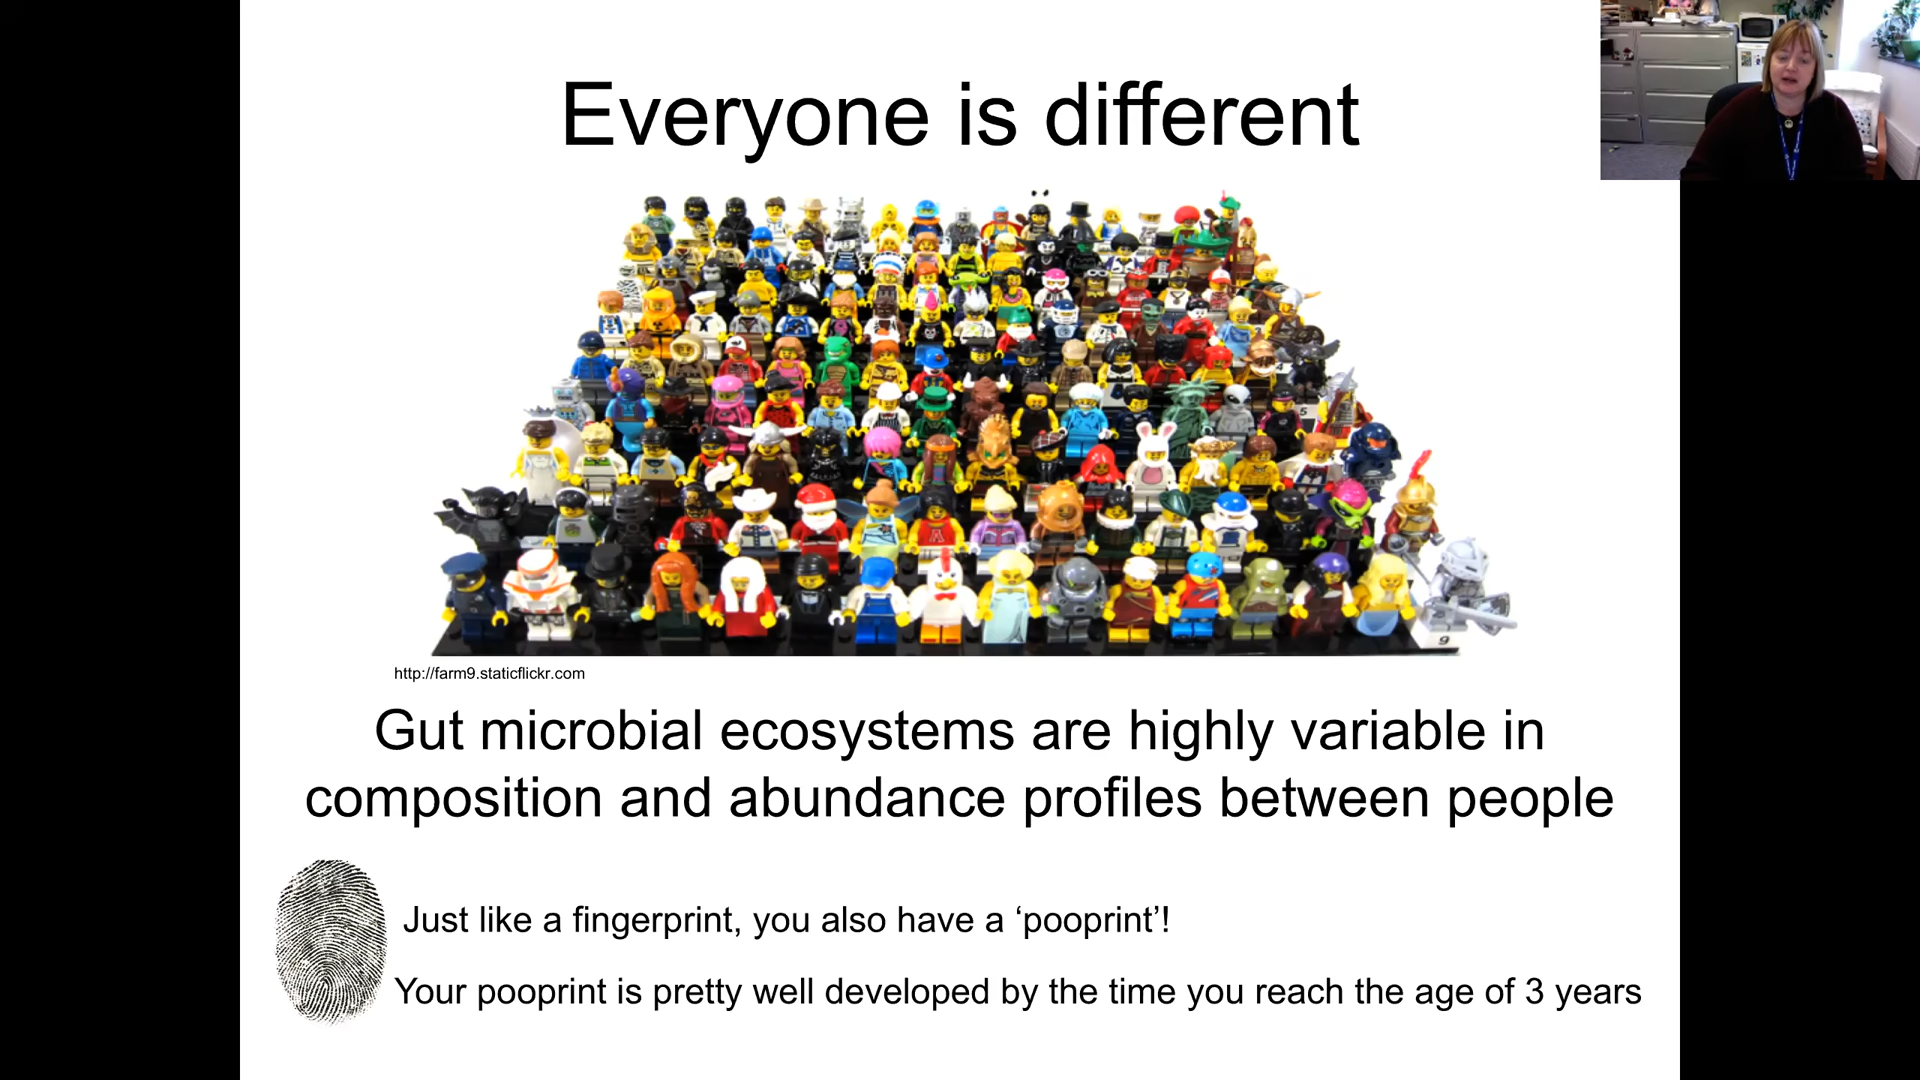 Everyone is different
5
9
http://farm9.staticflickr.com
Gut microbial ecosystems are highly variable in
composition and abundance profiles between people
Just like a fingerprint, you also have a ‘pooprint’!
Your pooprint is pretty well developed by the time you reach the age of 3 years